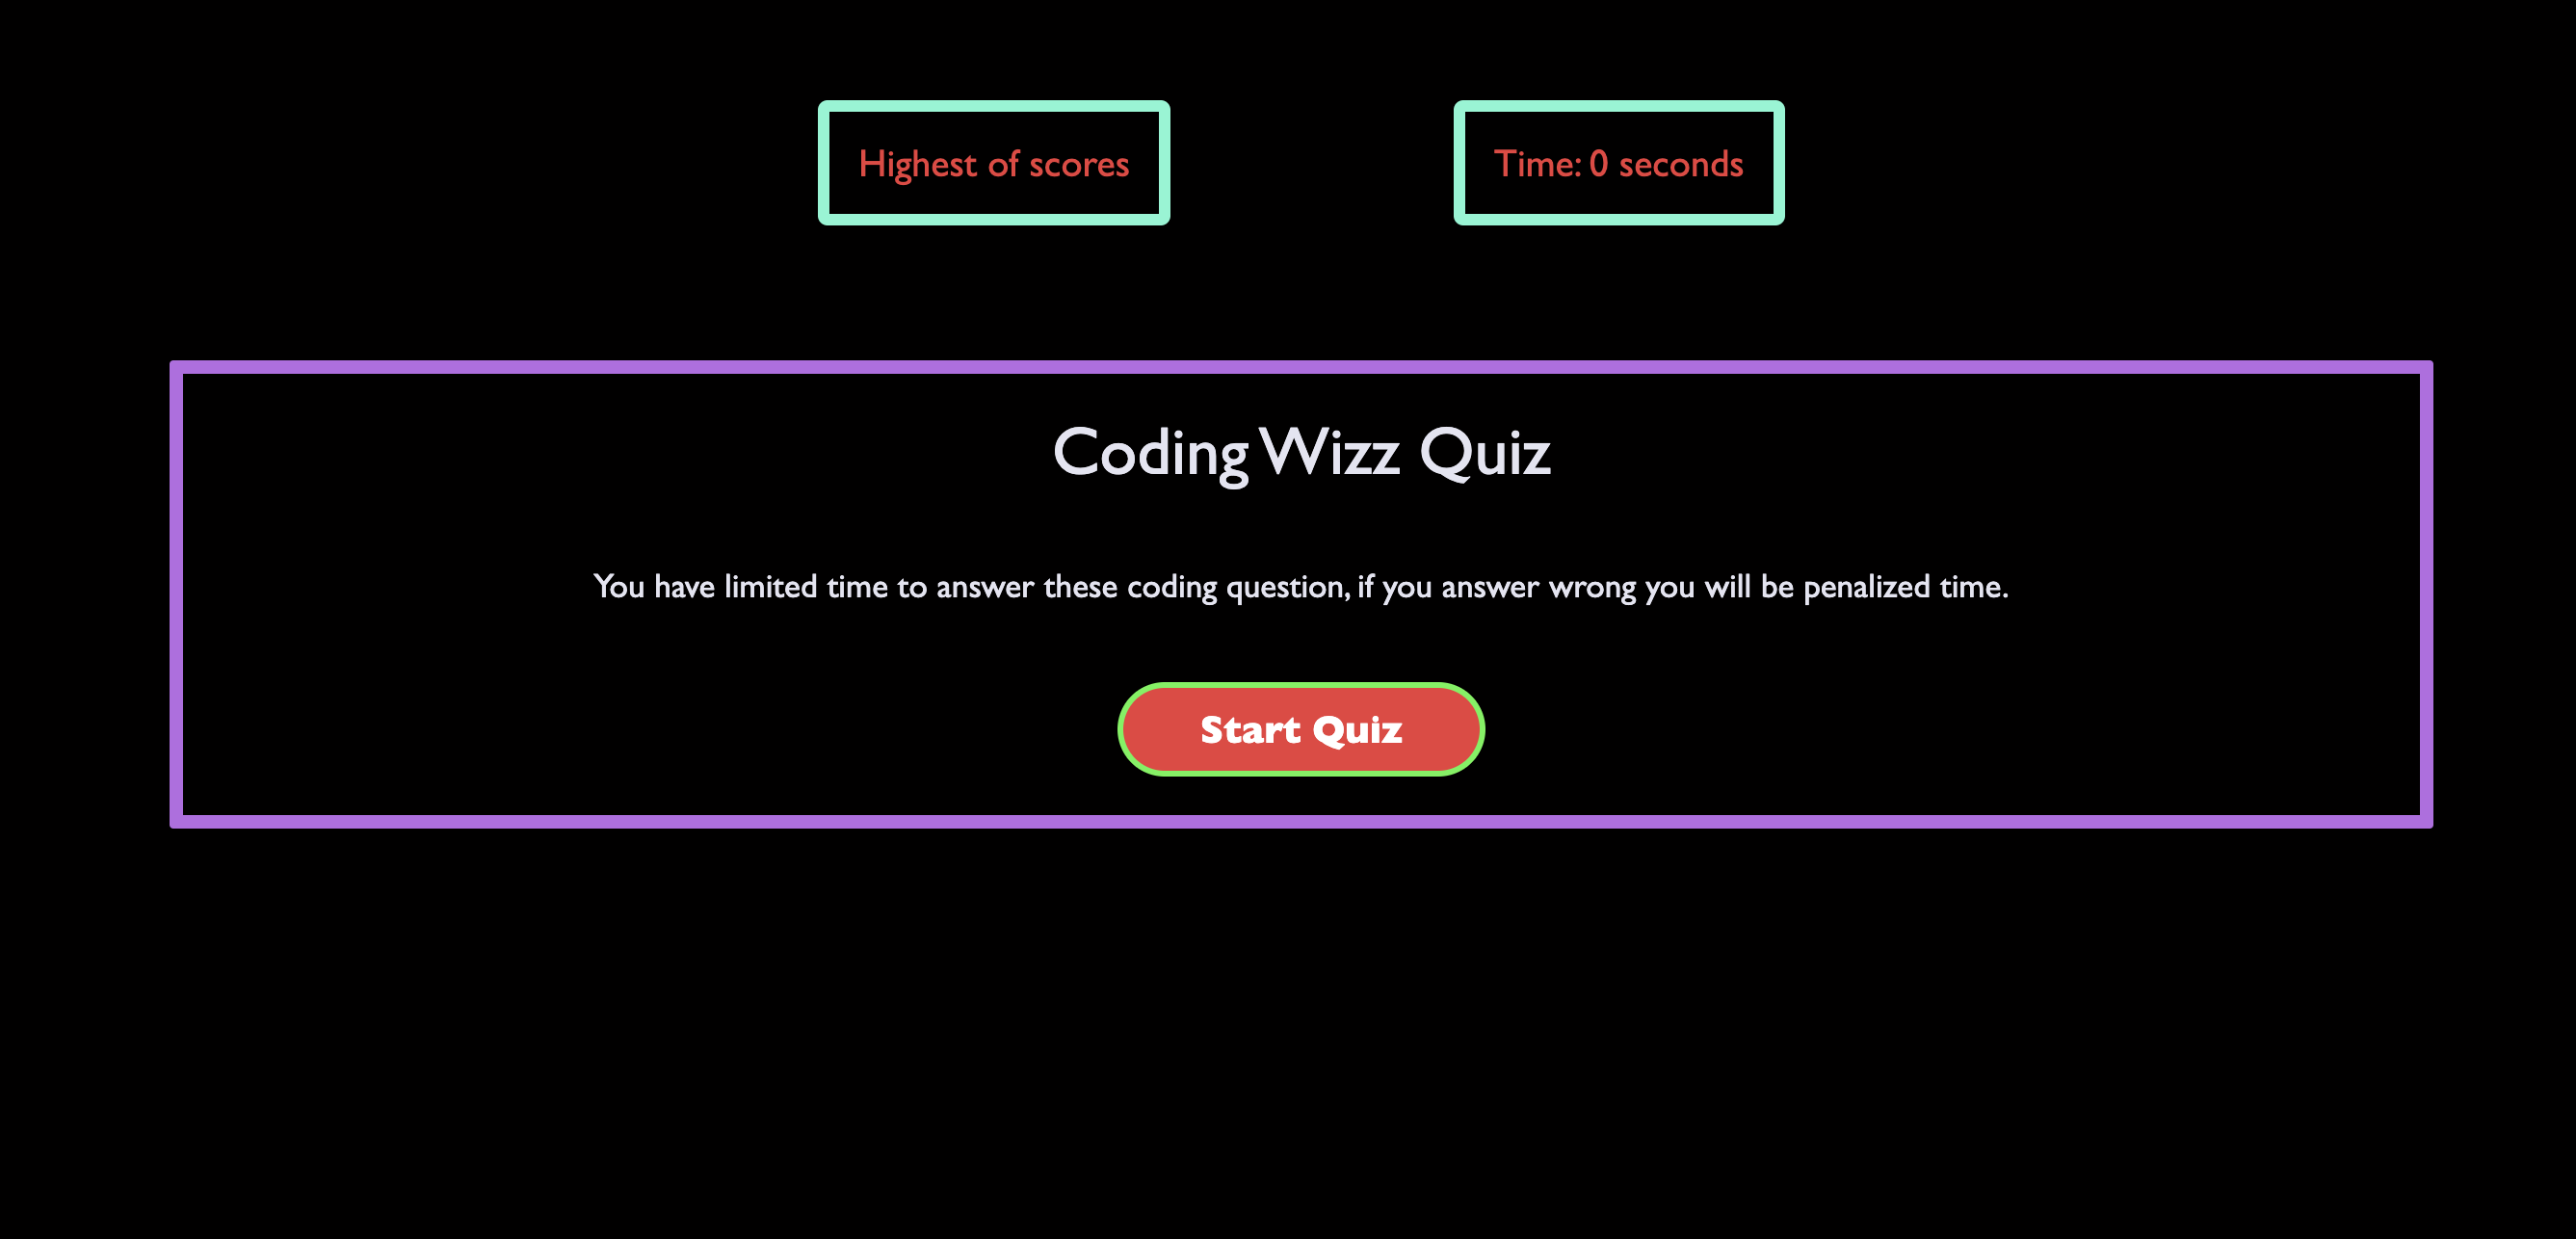 Highest of scores
Time: 0 seconds
Coding Wizz Quiz
You have limited time to answer these coding question, if you answer wrong you will be penalized time.
Start Quiz